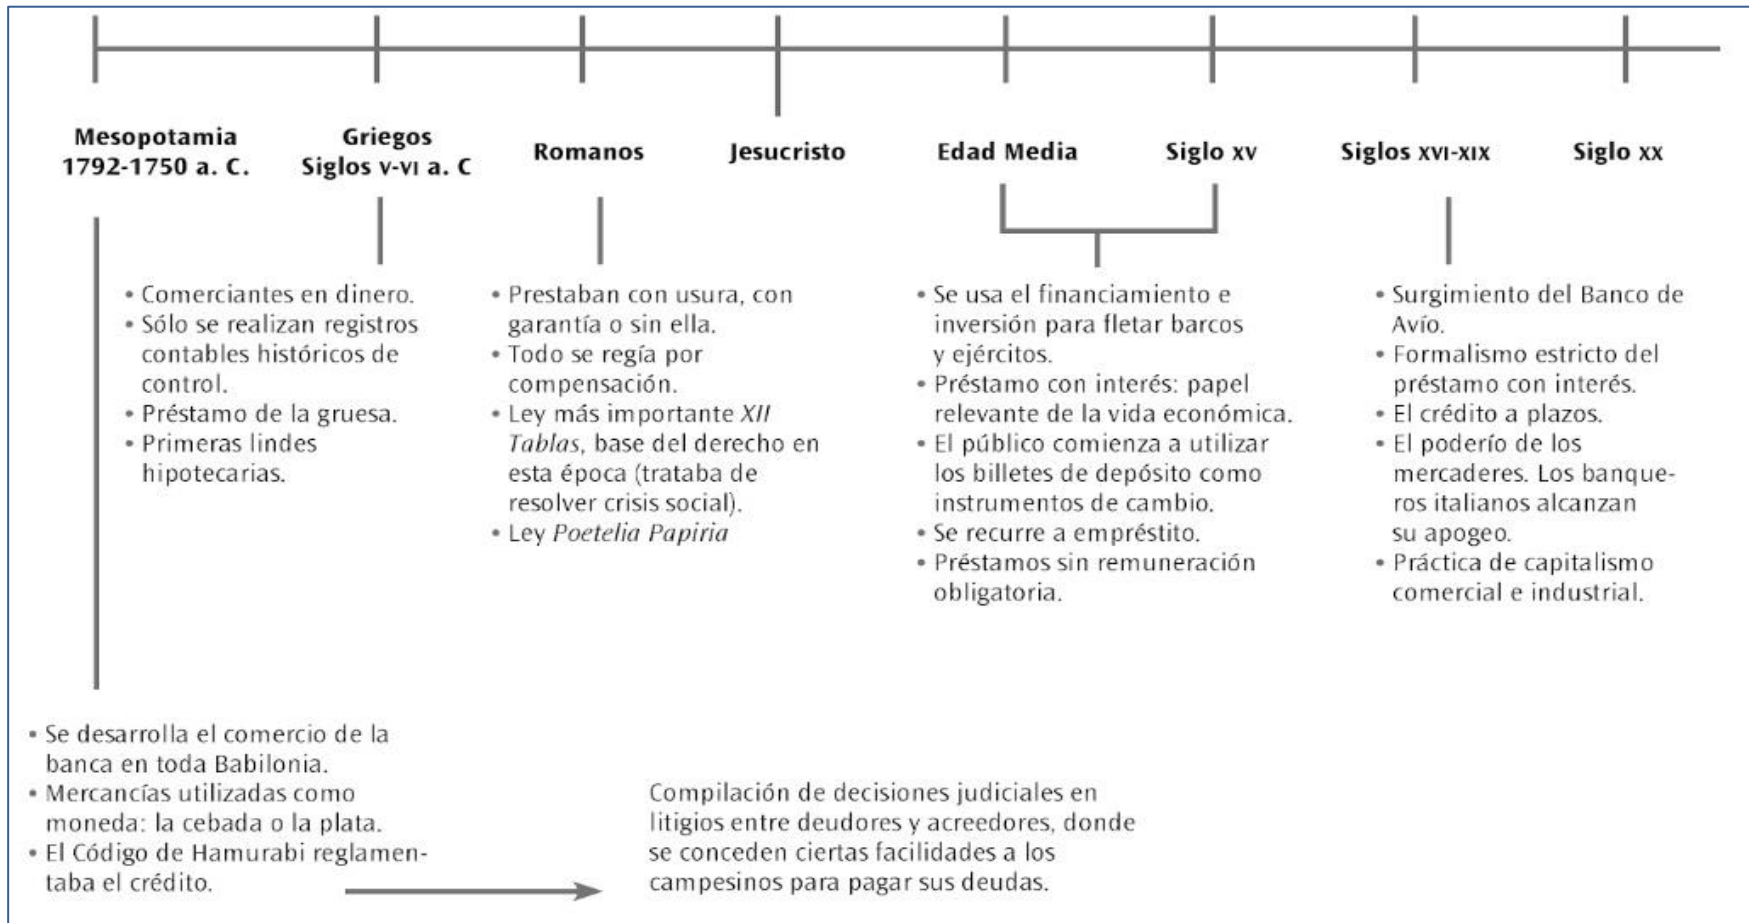 Mesopotamia
1792-1750 a. C.
Griegos
Siglos V-VI a. C
Romanos
Jesucristo
Edad Media
Siglo XV
Siglos XVI-XIX
Siglo XX
• Comerciantes en dinero.
• Sólo se realizan registros
contables históricos de
control.
• Préstamo de la gruesa.
• Primeras lindes
hipotecarias.
• Prestaban con usura, con
garantía o sin ella.
• Todo se regía por
compensación.
• Ley más importante XII
Tablas, base del derecho en
esta época (trataba de
resolver crisis social).
• Ley Poetelia Papiria
• Se usa el financiamiento e
inversión para fletar barcos
y ejércitos.
• Préstamo con interés: papel
relevante de la vida económica.
• El público comienza a utilizar
los billetes de depósito como
instrumentos de cambio.
• Se recurre a empréstito.
• Préstamos sin remuneración
obligatoria.
• Surgimiento del Banco de
Avío.
• Formalismo estricto del
préstamo con interés.
• El crédito a plazos.
• El poderío de los
mercaderes. Los banque-
ros italianos alcanzan
su apogeo.
• Práctica de capitalismo
comercial e industrial.
• Se desarrolla el comercio de la
banca en toda Babilonia.
• Mercancías utilizadas como
moneda: la cebada o la plata.
• El Código de Hamurabi reglamen-
taba el crédito.
Compilación de decisiones judiciales en
litigios entre deudores y acreedores, donde
se conceden ciertas facilidades a los
campesinos para pagar sus deudas.